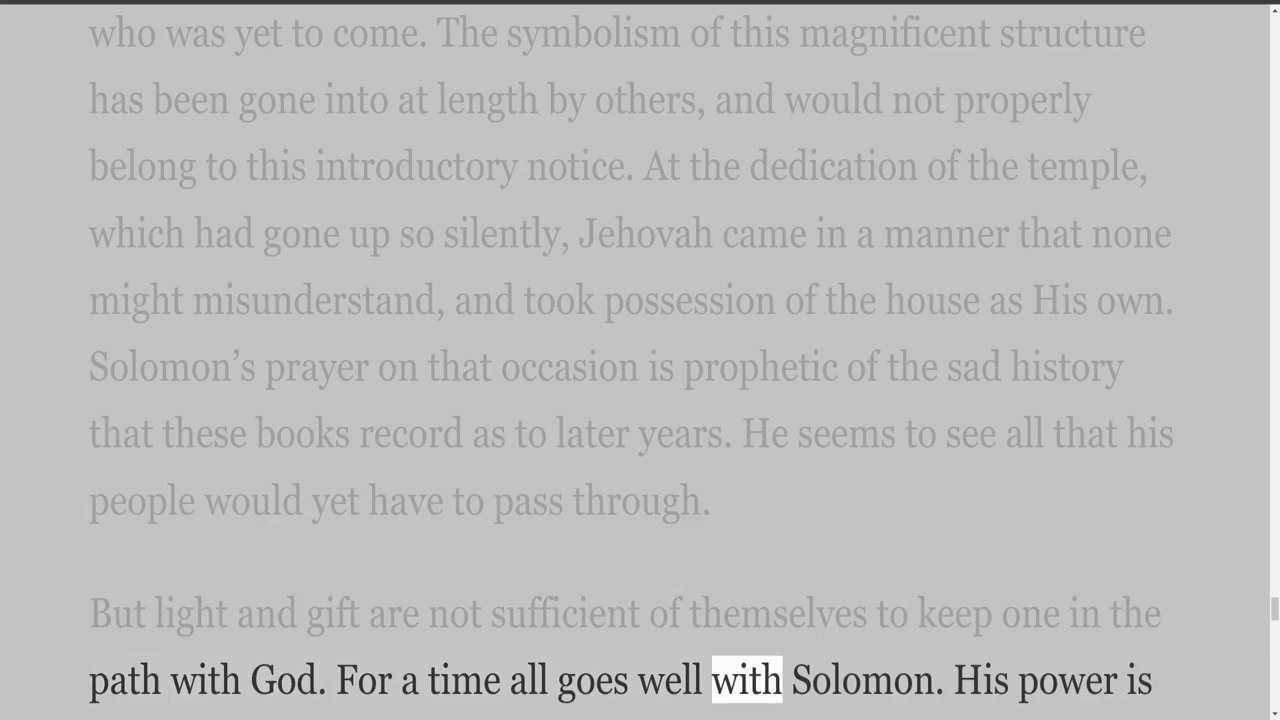 who was yet to come. The symbolism of this magnificent structure
has been gone into at length by others, and would not properly
belong to this introductory notice. At the dedication of the temple,
which had gone up so silently, Jehovah came in a manner that none
might misunderstand, and took possession of the house as His own.
Solomon’s prayer on that occasion is prophetic of the sad history
that these books record as to later years. He seems to see all that his
people would yet have to pass through.
But light and gift are not sufficient of themselves to keep one in the
path with God. For a time all goes well with Solomon. His power is